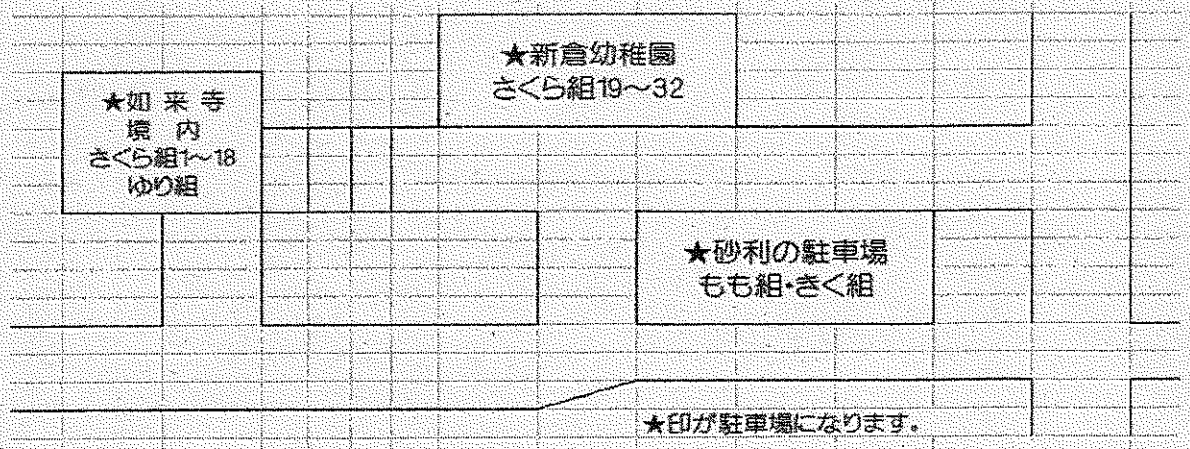 ★新倉幼稚園
さくら組19〜32
★如来寺
境内
さくら組1〜18
ゆり組
★砂利の駐車場
もも組・きく組
★印が駐車場になります。